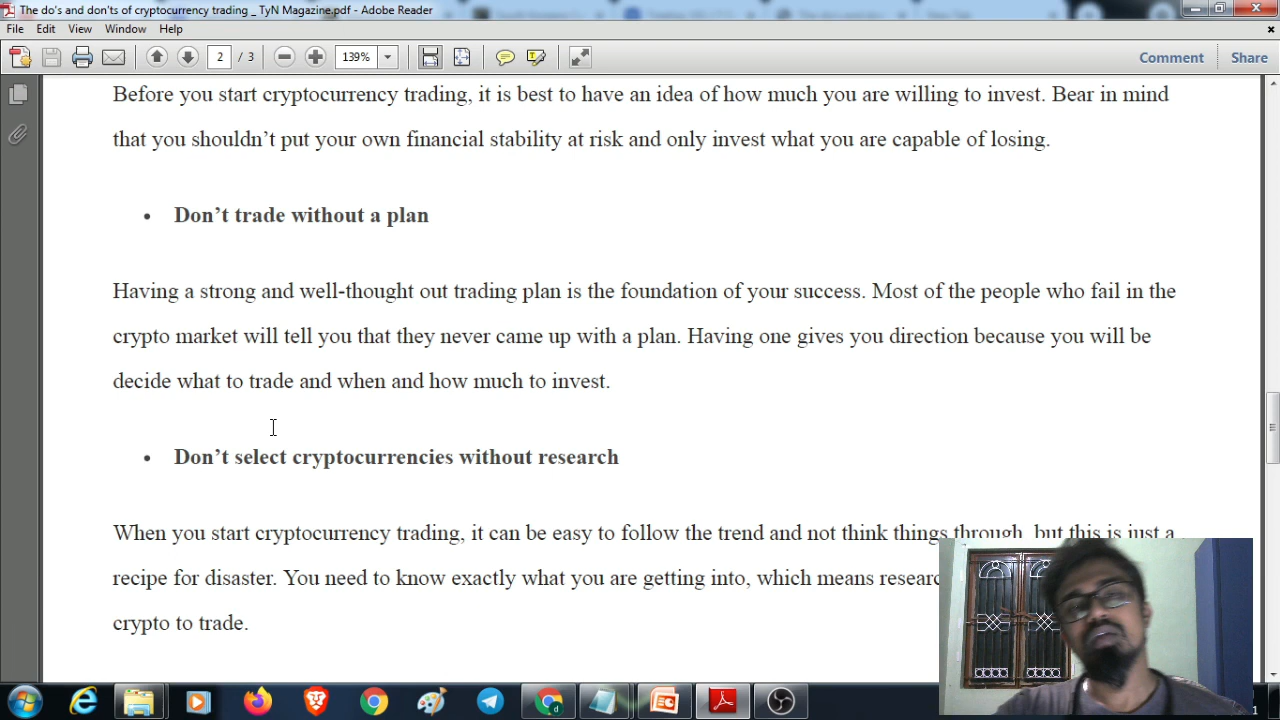 The do's and don'ts of cryptocurrency trading _ TyN Magazine.pdf - Adobe Reader
File Edit View Window Help
2 / 3 139% Comment Share
Before you start cryptocurrency trading, it is best to have an idea of how much you are willing to invest. Bear in mind
that you shouldn’t put your own financial stability at risk and only invest what you are capable of losing.
• Don’t trade without a plan
Having a strong and well-thought out trading plan is the foundation of your success. Most of the people who fail in the
crypto market will tell you that they never came up with a plan. Having one gives you direction because you will be
decide what to trade and when and how much to invest.
• Don’t select cryptocurrencies without research
When you start cryptocurrency trading, it can be easy to follow the trend and not think things through, but this is just a
recipe for disaster. You need to know exactly what you are getting into, which means
crypto to trade.